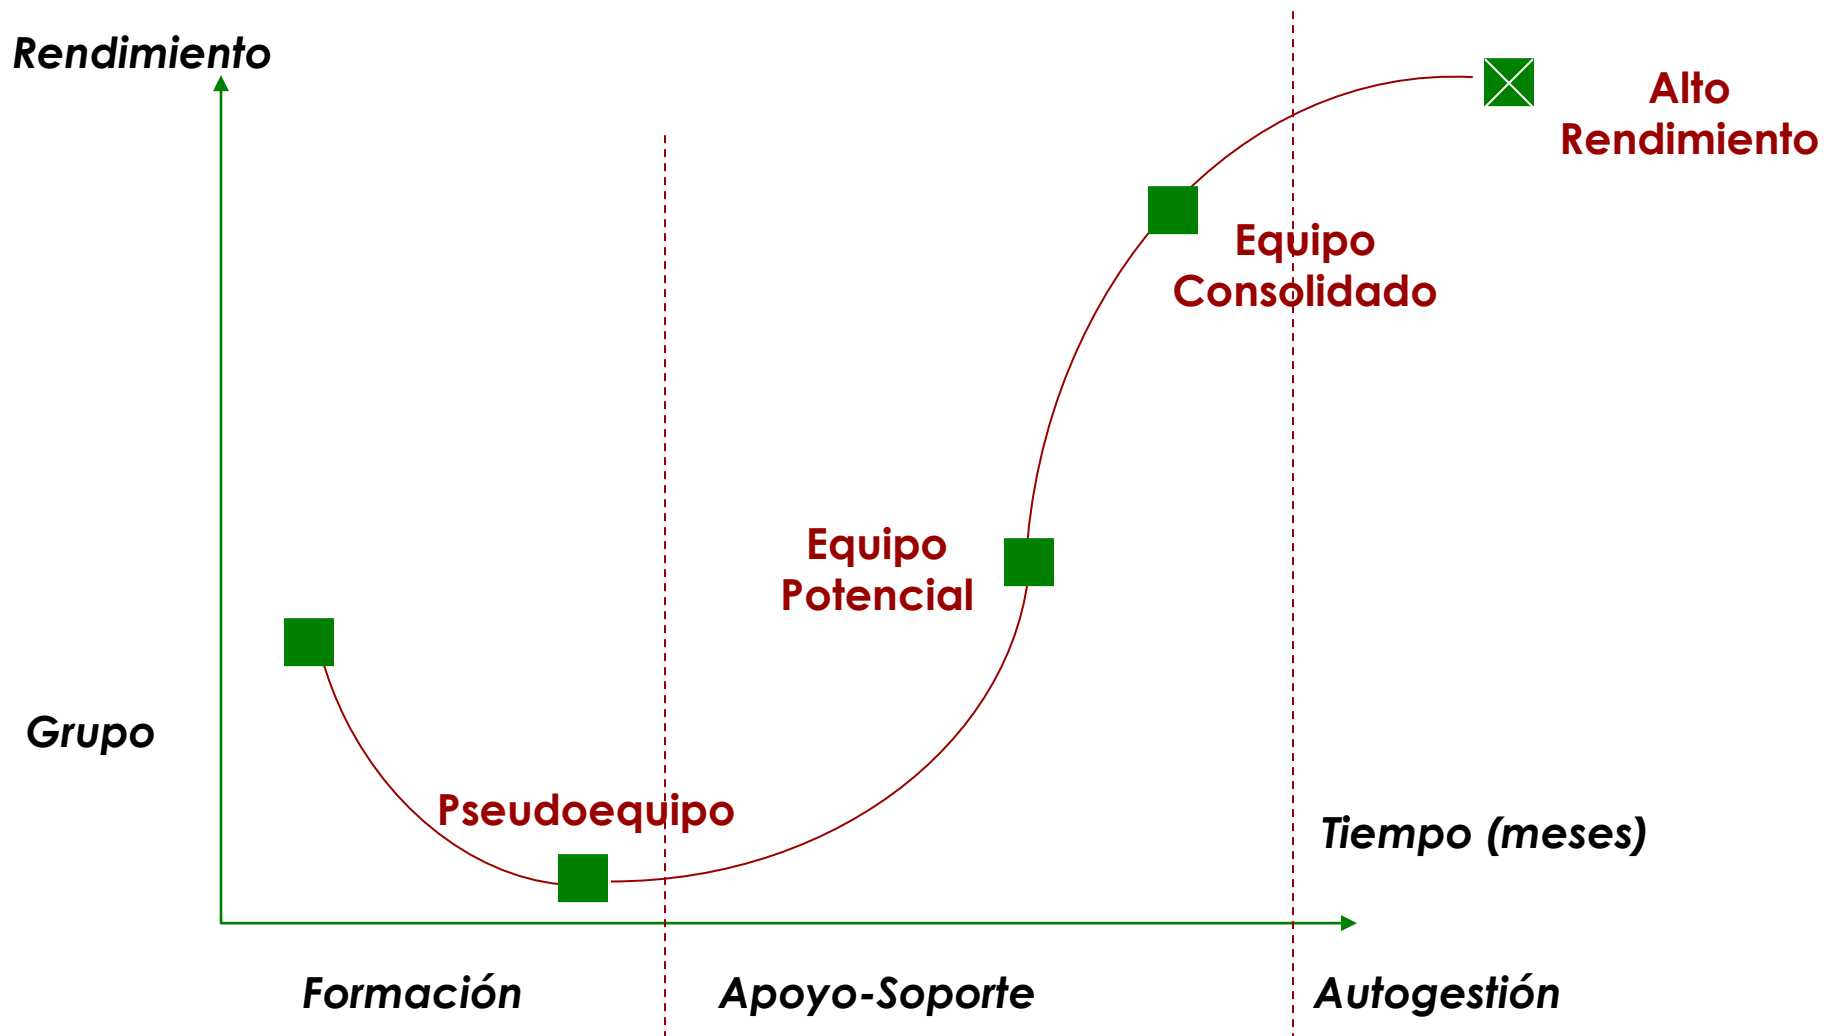 Rendimiento
Alto
Rendimiento
Equipo
Consolidado
Equipo
Potencial
Grupo
Pseudoequipo
Tiempo (meses)
Formación
Apoyo-Soporte
Autogestión